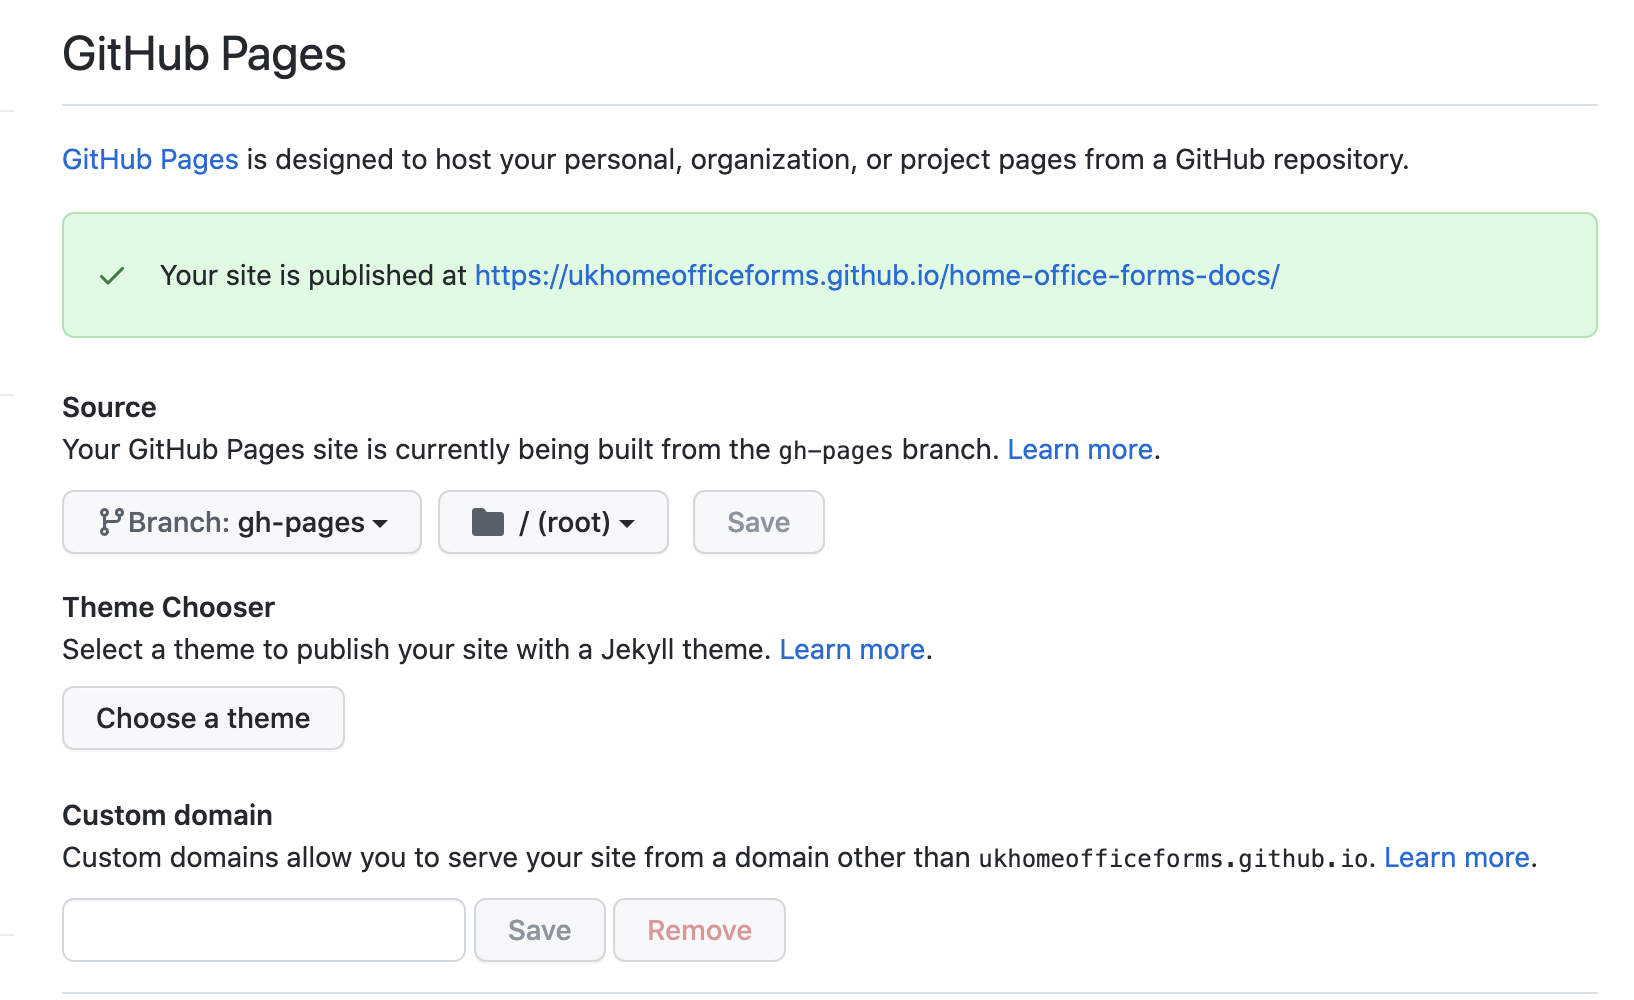 GitHub Pages
GitHub Pages is designed to host your personal, organization, or project pages from a GitHub repository.
Your site is published at https://ukhomeofficeforms.github.io/home-office-forms-docs/
Source
Your GitHub Pages site is currently being built from the gh-pages branch. Learn more.
Branch: gh-pages / (root) Save
Theme Chooser
Select a theme to publish your site with a Jekyll theme. Learn more.
Choose a theme
Custom domain
Custom domains allow you to serve your site from a domain other than ukhomeofficeforms.github.io. Learn more.
Save Remove